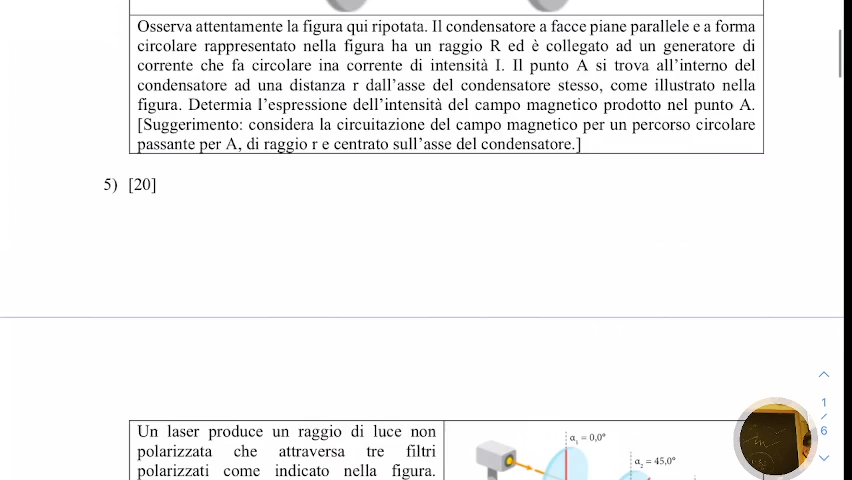 Osserva attentamente la figura qui ripotata. Il condensatore a facce piane parallele e a forma
circolare rappresentato nella figura ha un raggio R ed è collegato ad un generatore di
corrente che fa circolare ina corrente di intensità I. Il punto A si trova all’interno del
condensatore ad una distanza r dall’asse del condensatore stesso, come illustrato nella
figura. Determia l’espressione dell’intensità del campo magnetico prodotto nel punto A.
[Suggerimento: considera la circuitazione del campo magnetico per un percorso circolare
passante per A, di raggio r e centrato sull’asse del condensatore.]
5) [20]
Un laser produce un raggio di luce non
polarizzata che attraversa tre filtri
polarizzati come indicato nella figura.
α₁ = 0,0°
α₂ = 45,0°
1
/
6